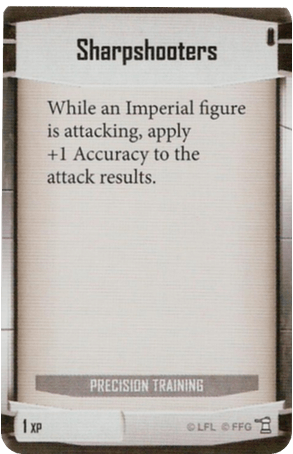 Sharpshooters
While an Imperial figure
is attacking, apply
+1 Accuracy to the
attack results.
PRECISION TRAINING
1 XP
© LFL © FFG